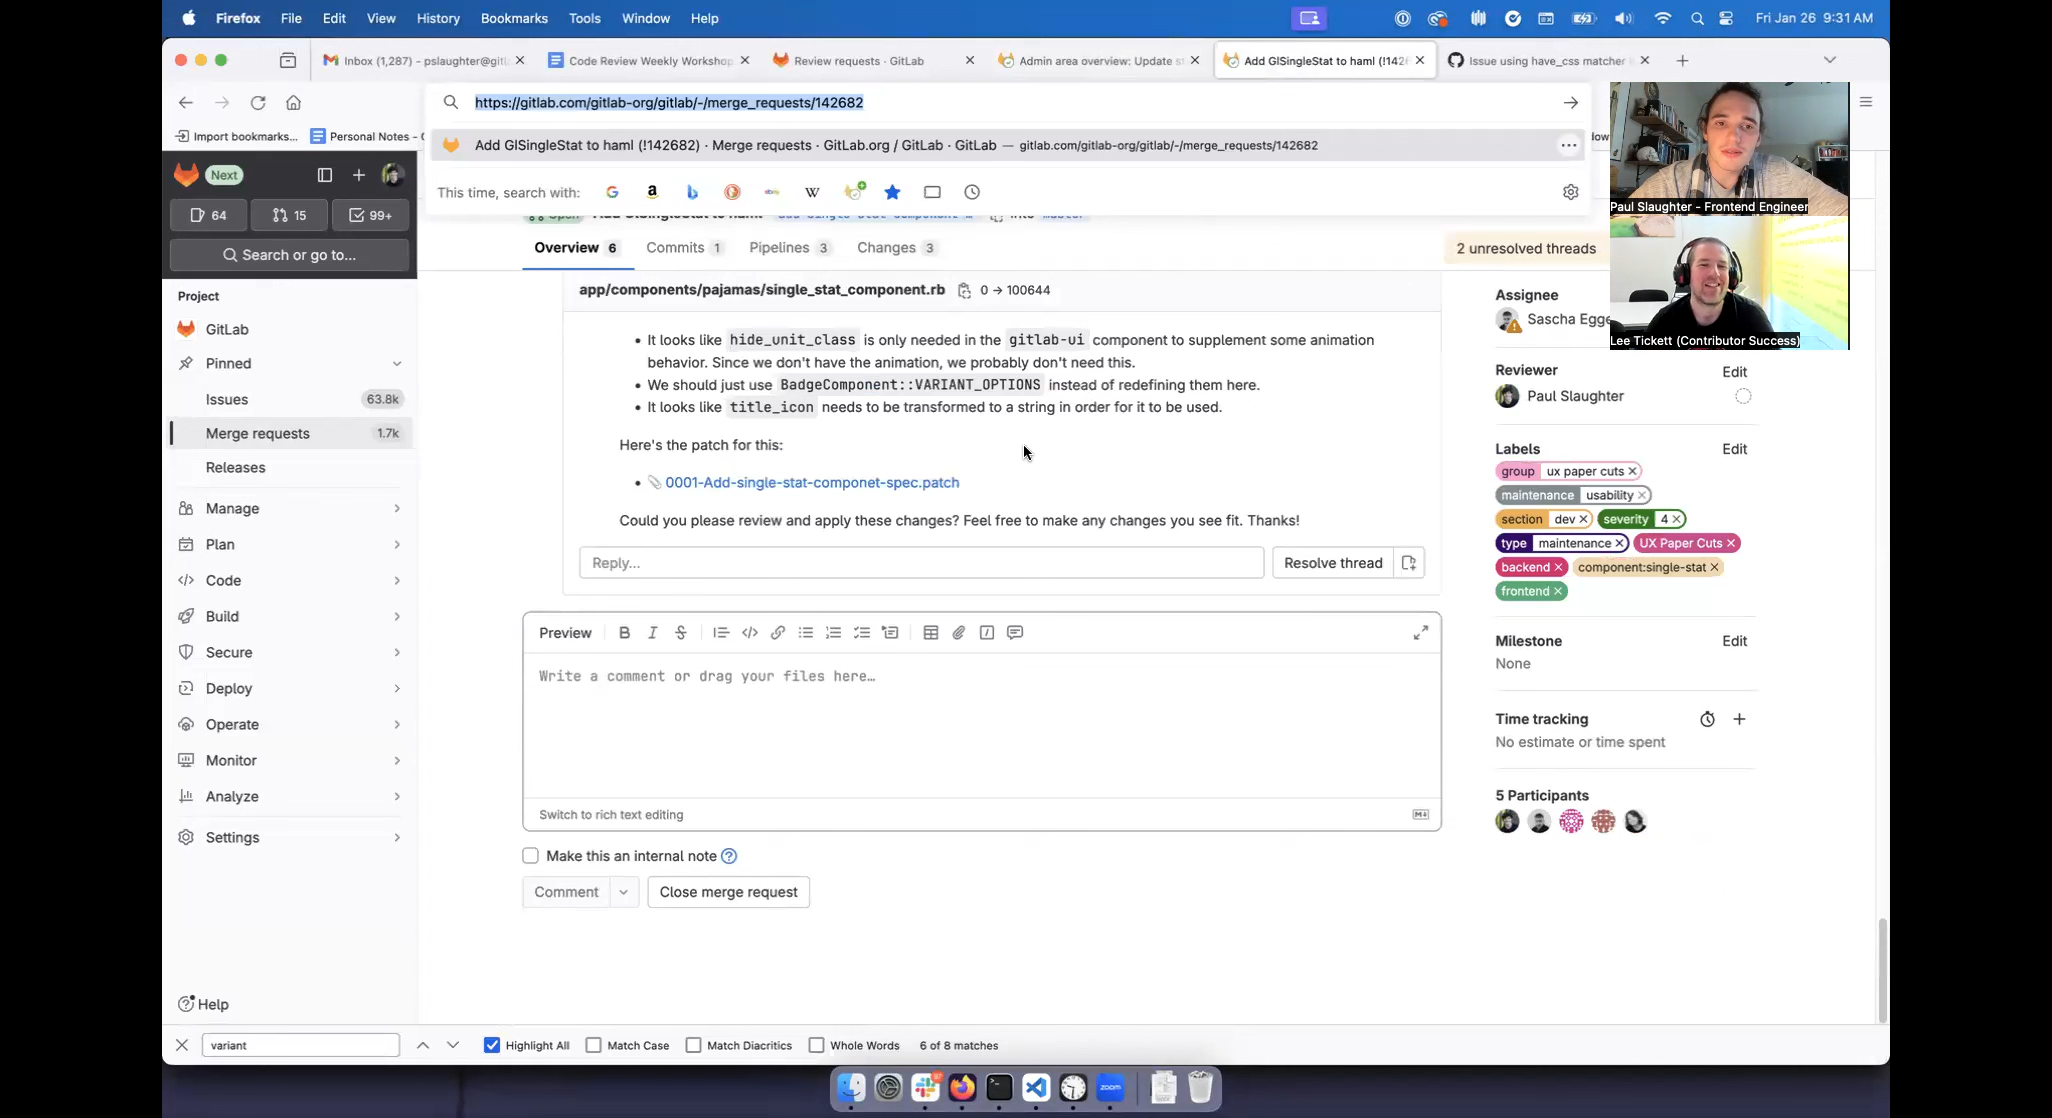 Firefox File Edit View History Bookmarks Tools Window Help
Fri Jan 26 9:31 AM
Inbox (1,287) - pslaughter@gitl
Code Review Weekly Workshop
Review requests · GitLab
Admin area overview: Update s
Add GlSingleStat to haml (!1426
Issue using have_css matcher
https://gitlab.com/gitlab-org/gitlab/-/merge_requests/142682
Import bookmarks...
Personal Notes -
Add GlSingleStat to haml (!142682) · Merge requests · GitLab.org / GitLab · GitLab — gitlab.com/gitlab-org/gitlab/-/merge_requests/142682
This time, search with:
Paul Slaughter - Frontend Engineer
Lee Tickett (Contributor Success)
Next
64
15
99+
Search or go to...
Project
GitLab
Pinned
Issues 63.8k
Merge requests 1.7k
Releases
Manage
Plan
Code
Build
Secure
Deploy
Operate
Monitor
Analyze
Settings
Help
Overview 6
Commits 1
Pipelines 3
Changes 3
2 unresolved threads
app/components/pajamas/single_stat_component.rb 0 → 100644
• It looks like hide_unit_class is only needed in the gitlab-ui component to supplement some animation
behavior. Since we don't have the animation, we probably don't need this.
• We should just use BadgeComponent::VARIANT_OPTIONS instead of redefining them here.
• It looks like title_icon needs to be transformed to a string in order for it to be used.
Here's the patch for this:
• 0001-Add-single-stat-componet-spec.patch
Could you please review and apply these changes? Feel free to make any changes you see fit. Thanks!
Reply...
Resolve thread
Preview
Write a comment or drag your files here…
Switch to rich text editing
Make this an internal note
Comment
Close merge request
Assignee
Sascha Egge
Reviewer Edit
Paul Slaughter
Labels Edit
group ux paper cuts
maintenance usability
section dev severity 4
type maintenance UX Paper Cuts
backend component:single-stat
frontend
Milestone Edit
None
Time tracking
No estimate or time spent
5 Participants
variant
Highlight All
Match Case
Match Diacritics
Whole Words
6 of 8 matches
zoom